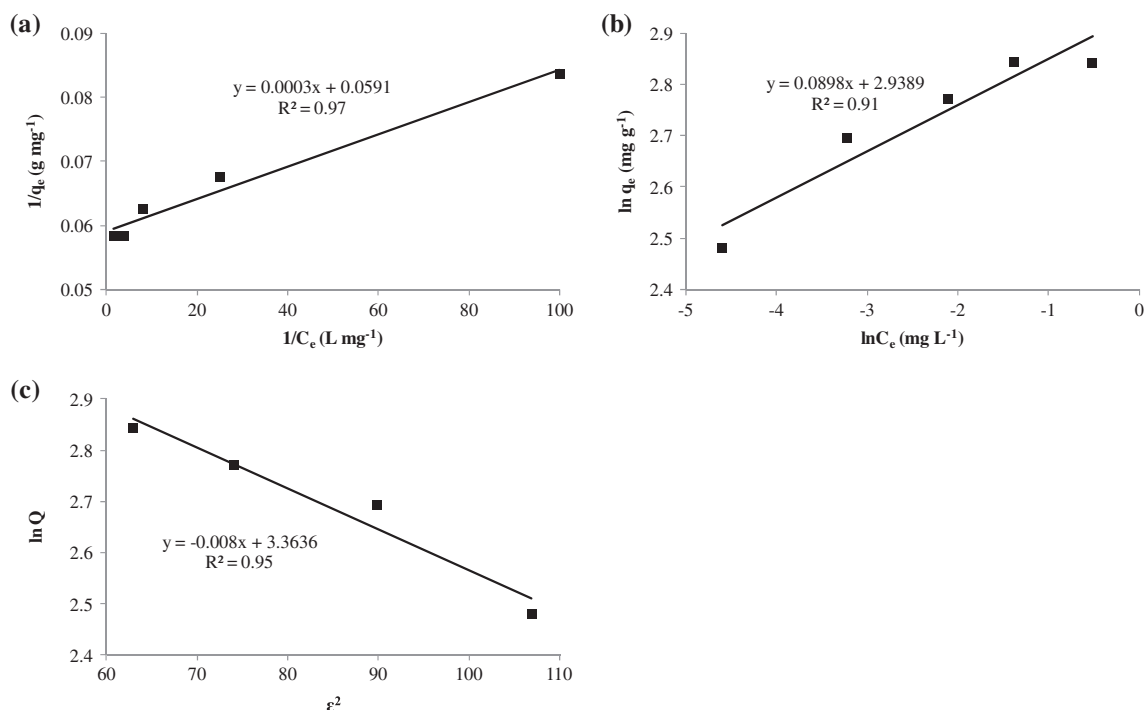 (a)
0.09
0.08
0.07
0.06
0.05
1/qe (g mg-1)
y = 0.0003x + 0.0591
R² = 0.97
0 20 40 60 80 100
1/Ce (L mg-1)
(b)
2.9
2.8
2.7
2.6
2.5
2.4
ln qe (mg g-1)
y = 0.0898x + 2.9389
R² = 0.91
-5 -4 -3 -2 -1 0
lnCe (mg L-1)
(c)
2.9
2.8
2.7
2.6
2.5
2.4
ln Q
y = -0.008x + 3.3636
R² = 0.95
60 70 80 90 100 110
ε²